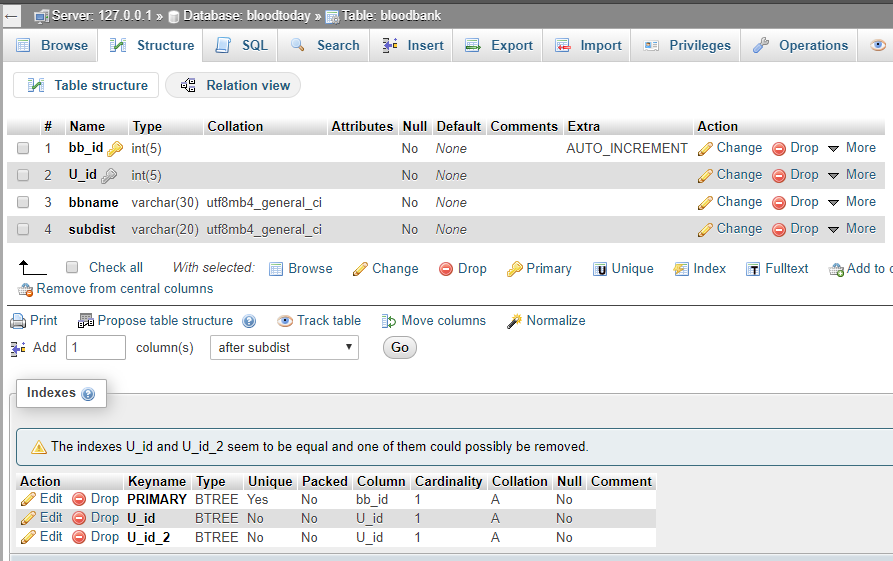 Server: 127.0.0.1 » Database: bloodtoday » Table: bloodbank
Browse Structure SQL Search Insert Export Import Privileges Operations
Table structure Relation view
# Name Type Collation Attributes Null Default Comments Extra Action
1 bb_id int(5) No None AUTO_INCREMENT Change Drop More
2 U_id int(5) No None Change Drop More
3 bbname varchar(30) utf8mb4_general_ci No None Change Drop More
4 subdist varchar(20) utf8mb4_general_ci No None Change Drop More
Check all With selected: Browse Change Drop Primary U Unique Index T Fulltext Add to c
Remove from central columns
Print Propose table structure Track table Move columns Normalize
Add 1 column(s) after subdist Go
Indexes
The indexes U_id and U_id_2 seem to be equal and one of them could possibly be removed.
Action Keyname Type Unique Packed Column Cardinality Collation Null Comment
Edit Drop PRIMARY BTREE Yes No bb_id 1 A No
Edit Drop U_id BTREE No No U_id 1 A No
Edit Drop U_id_2 BTREE No No U_id 1 A No